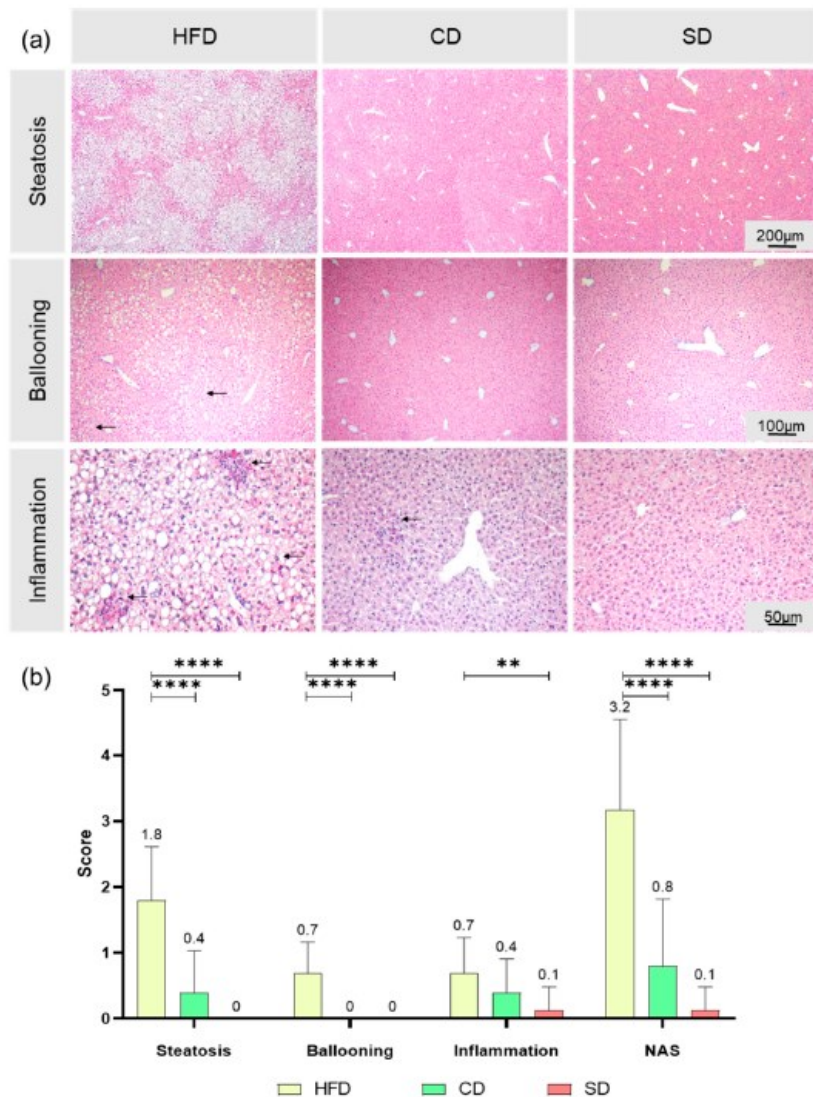 (a)
HFD
CD
SD
Steatosis
200µm
Ballooning
100µm
Inflammation
50µm
(b)
**** **** ** ****
**** **** ****
5
4
3
2
1
0
Score
1.8
0.4
0
0.7
0
0
0.7
0.4
0.1
3.2
0.8
0.1
Steatosis Ballooning Inflammation NAS
HFD CD SD